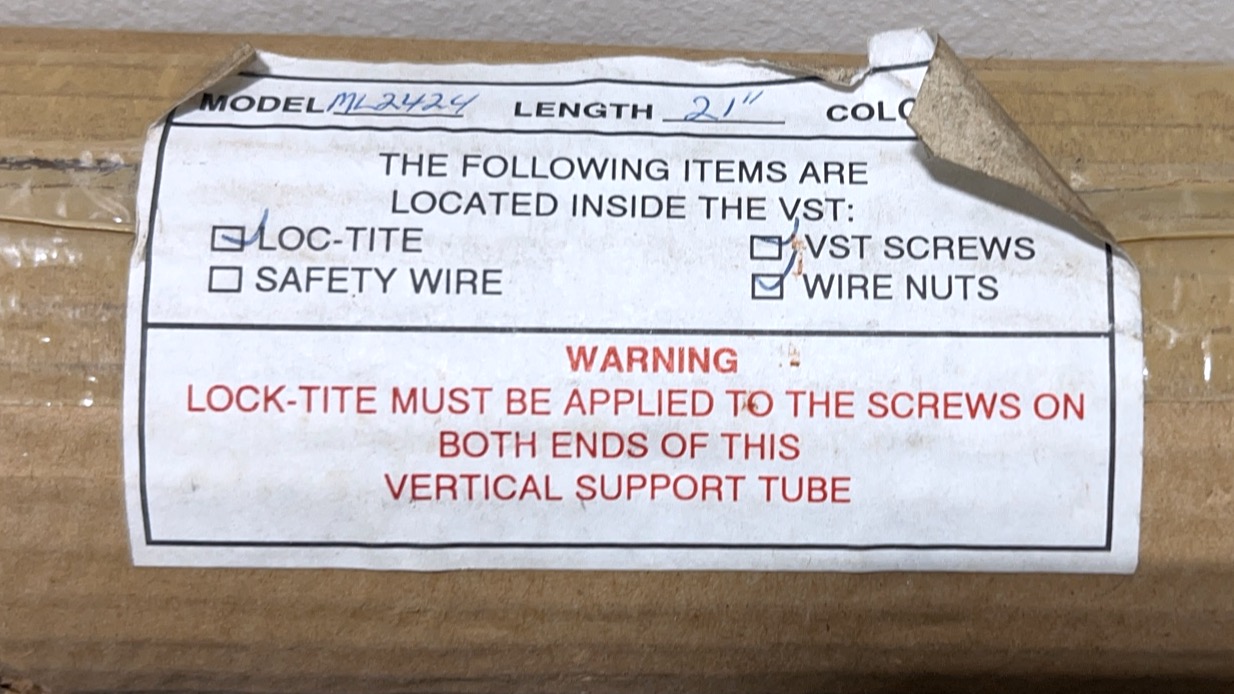 MODEL ML2424 LENGTH 21"
THE FOLLOWING ITEMS ARE
LOCATED INSIDE THE VST:
LOC-TITE VST SCREWS
SAFETY WIRE WIRE NUTS
WARNING
LOCK-TITE MUST BE APPLIED TO THE SCREWS ON
BOTH ENDS OF THIS
VERTICAL SUPPORT TUBE